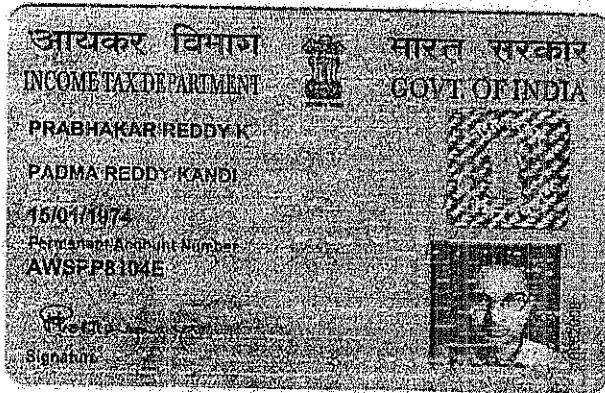 आयकर विभाग
INCOME TAX DEPARTMENT
भारत सरकार
GOVT. OF INDIA
PRABHAKAR REDDY K
PADMA REDDY KANDI
15/01/1974
Permanent Account Number
AWSPP8104E
Signature